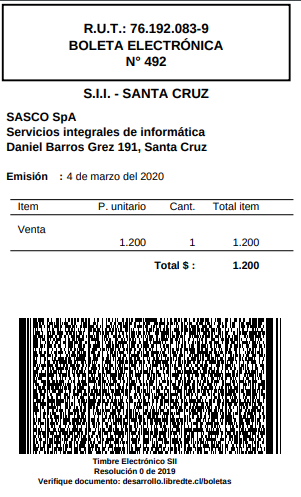 R.U.T.: 76.192.083-9
BOLETA ELECTRÓNICA
N° 492
S.I.I. - SANTA CRUZ
SASCO SpA
Servicios integrales de informática
Daniel Barros Grez 191, Santa Cruz
Emisión : 4 de marzo del 2020
Item P. unitario Cant. Total item
Venta
1.200 1 1.200
Total $ : 1.200
Timbre Electrónico SII
Resolución 0 de 2019
Verifique documento: desarrollo.libredte.cl/boletas